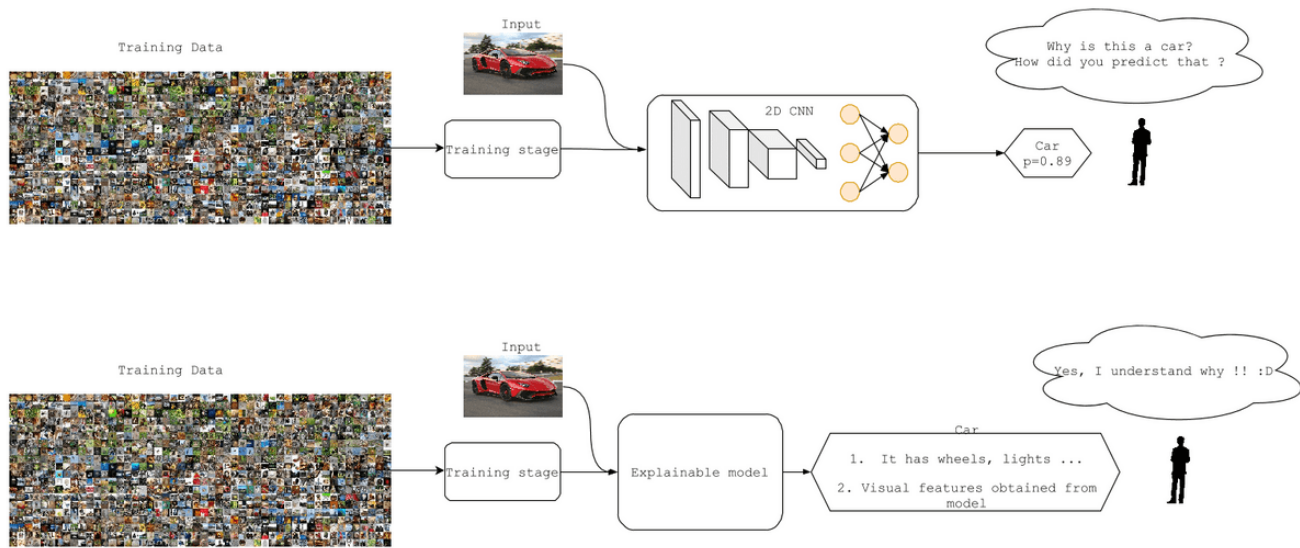 Input
Training Data
Why is this a car?
How did you predict that ?
2D CNN
Training stage
Car
p=0.89
Input
Training Data
Yes, I understand why !! :D
Car
1. It has wheels, lights ...
Training stage
Explainable model
2. Visual features obtained from
model